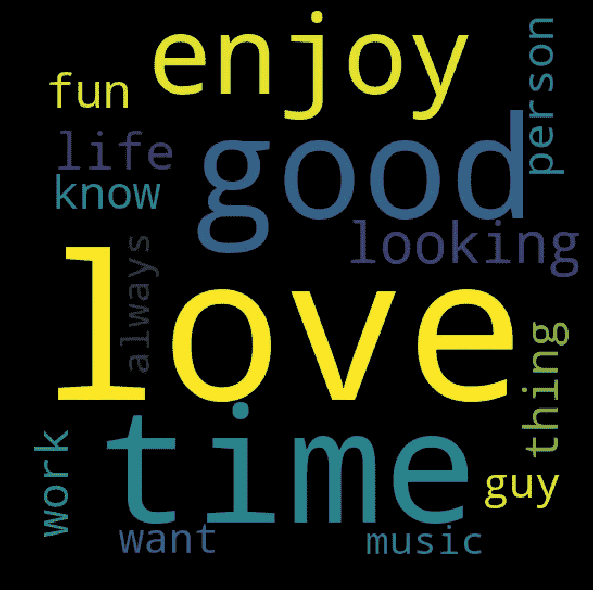 enjoy
fun
person
good
life
know
looking
always
love
thing
time
work
guy
want
music